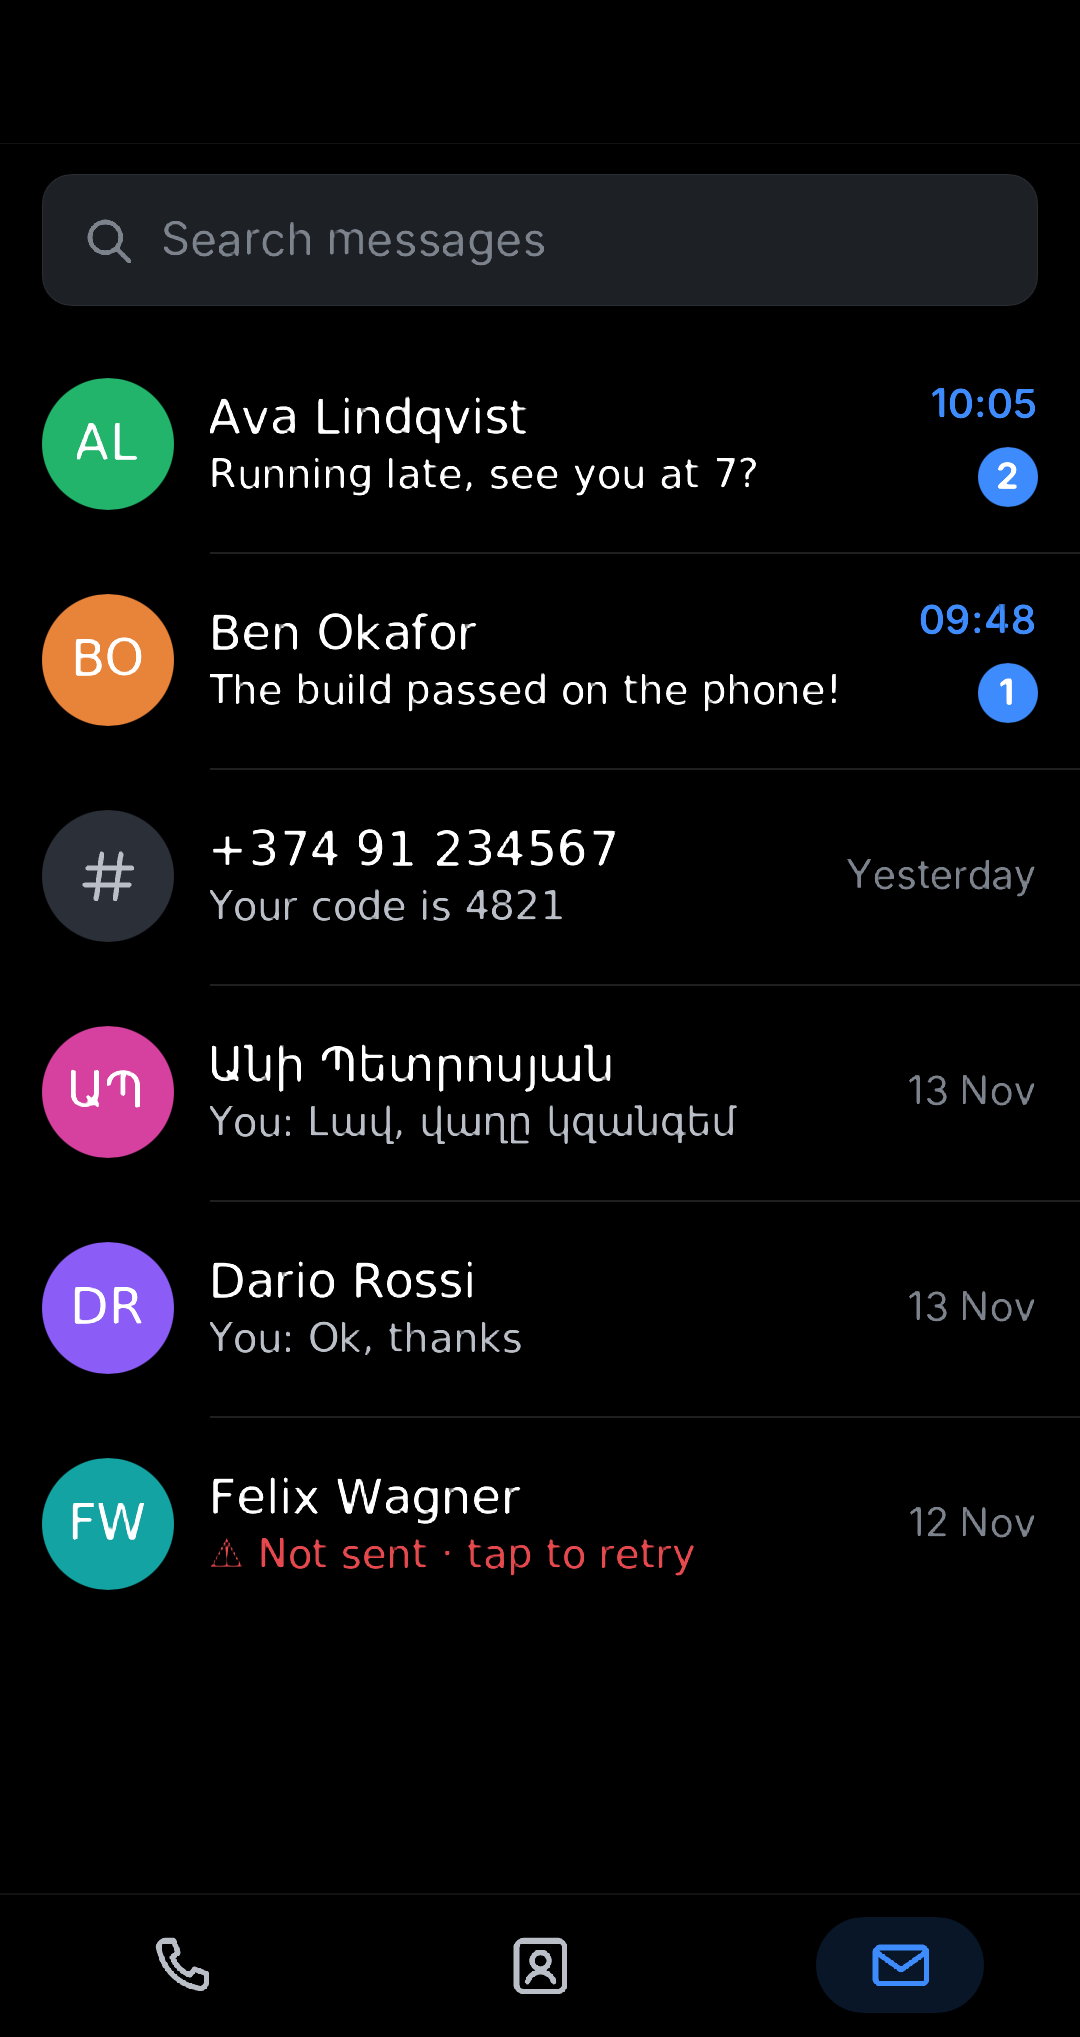 Search messages
AL
Ava Lindqvist
10:05
Running late, see you at 7?
2
BO
Ben Okafor
09:48
The build passed on the phone!
1
#
+374 91 234567
Yesterday
Your code is 4821
ԱՊ
Անի Պետրոսյան
13 Nov
You: Լավ, վաղը կզանգեմ
DR
Dario Rossi
13 Nov
You: Ok, thanks
FW
Felix Wagner
12 Nov
⚠ Not sent · tap to retry